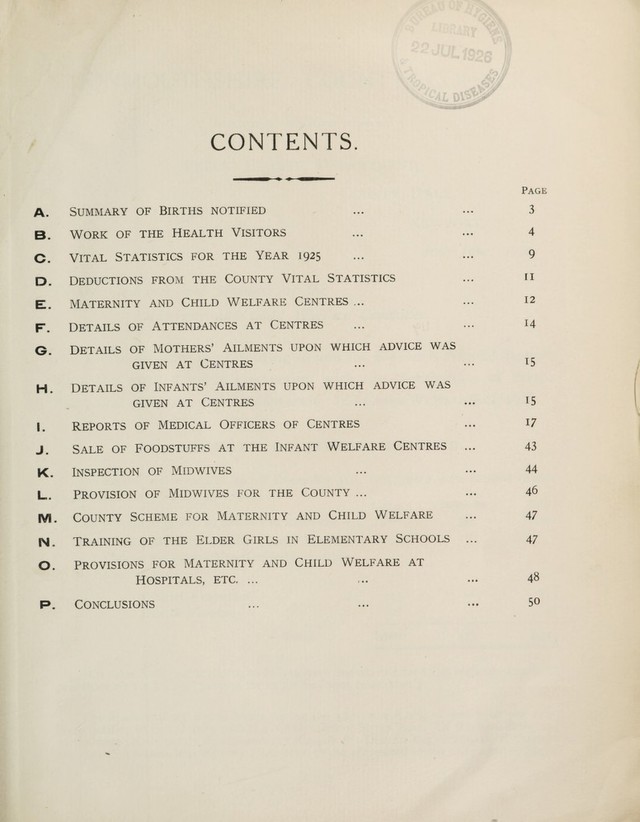 BUREAU OF HYGIENE
LIBRARY
22 JUL 1926
& TROPICAL DISEASES
CONTENTS.
PAGE
A. SUMMARY OF BIRTHS NOTIFIED ... ... 3
B. WORK OF THE HEALTH VISITORS ... ... 4
C. VITAL STATISTICS FOR THE YEAR 1925 ... ... 9
D. DEDUCTIONS FROM THE COUNTY VITAL STATISTICS ... 11
E. MATERNITY AND CHILD WELFARE CENTRES ... ... 12
F. DETAILS OF ATTENDANCES AT CENTRES ... ... 14
G. DETAILS OF MOTHERS' AILMENTS UPON WHICH ADVICE WAS
GIVEN AT CENTRES ... ... 15
H. DETAILS OF INFANTS' AILMENTS UPON WHICH ADVICE WAS
GIVEN AT CENTRES ... ... 15
I. REPORTS OF MEDICAL OFFICERS OF CENTRES ... 17
J. SALE OF FOODSTUFFS AT THE INFANT WELFARE CENTRES ... 43
K. INSPECTION OF MIDWIVES ... ... 44
L. PROVISION OF MIDWIVES FOR THE COUNTY ... ... 46
M. COUNTY SCHEME FOR MATERNITY AND CHILD WELFARE ... 47
N. TRAINING OF THE ELDER GIRLS IN ELEMENTARY SCHOOLS ... 47
O. PROVISIONS FOR MATERNITY AND CHILD WELFARE AT
HOSPITALS, ETC. ... ... ... 48
P. CONCLUSIONS ... ... ... 50